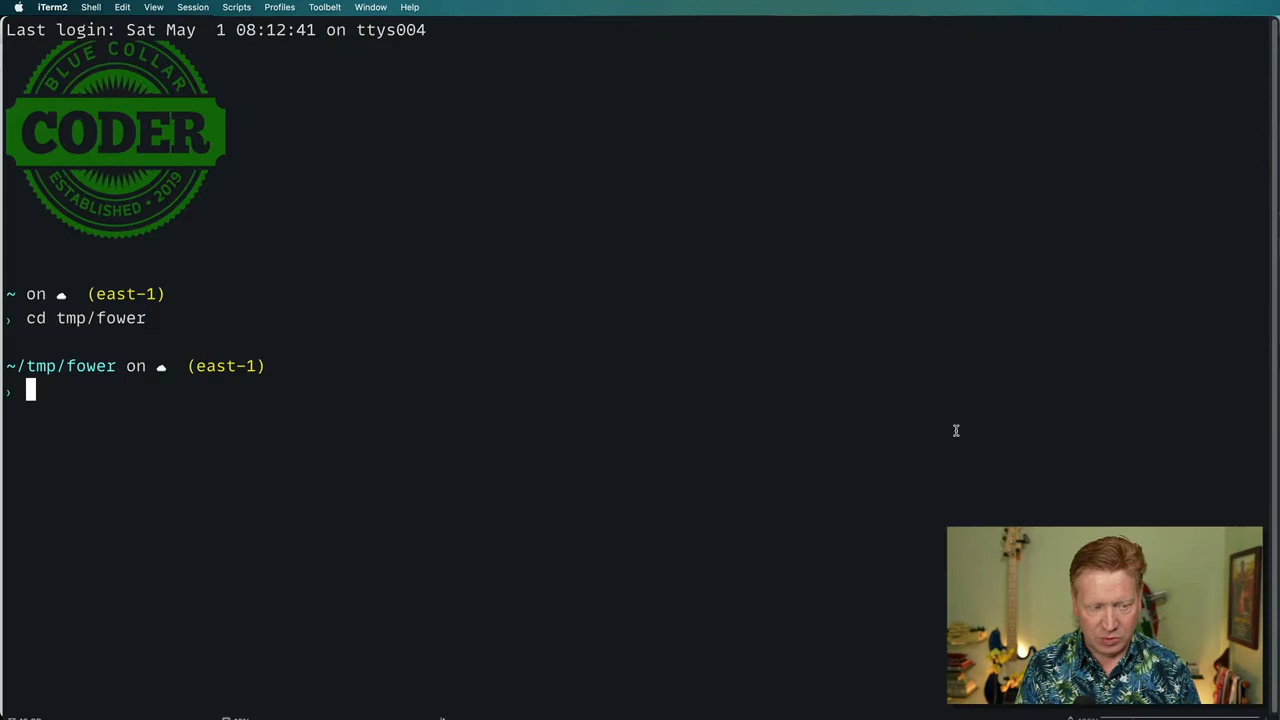 iTerm2 Shell Edit View Session Scripts Profiles Toolbelt Window Help
Last login: Sat May  1 08:12:41 on ttys004
BLUE COLLAR
CODER
ESTABLISHED • 2019
~ on ☁ (east-1)
› cd tmp/fower
~/tmp/fower on ☁ (east-1)
›